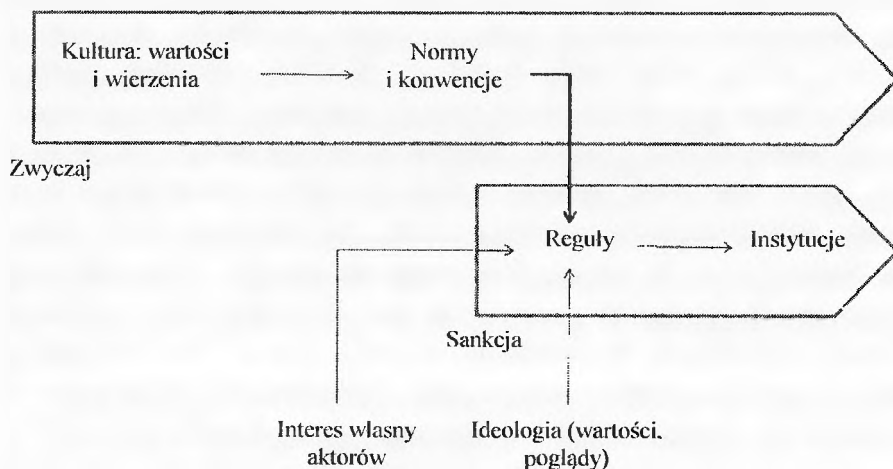 Kultura: wartości
i wierzenia
Normy
i konwencje
Zwyczaj
Reguły
Instytucje
Sankcja
Interes własny
aktorów
Ideologia (wartości,
poglądy)